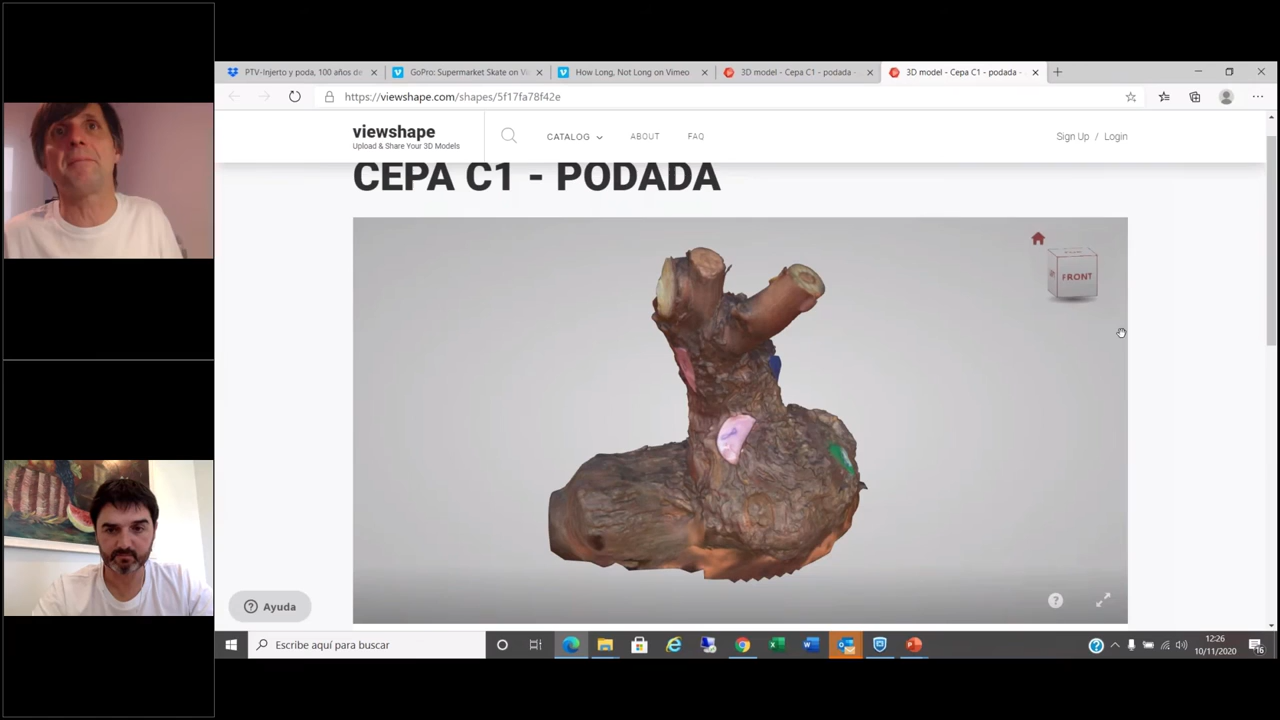 PTV-Injerto y poda, 100 años de
GoPro: Supermarket Skate on Vi
How Long, Not Long on Vimeo
3D model - Cepa C1 - podada -
3D model - Cepa C1 - podada -
https://viewshape.com/shapes/5f17fa78f42e
viewshape
Upload & Share Your 3D Models
CATALOG
ABOUT
FAQ
Sign Up / Login
CEPA C1 - PODADA
FRONT
Ayuda
Escribe aquí para buscar
12:26
10/11/2020
16